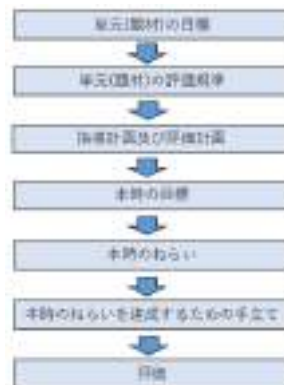 単元(題材)の目標
単元(題材)の評価規準
指導計画及び評価計画
本時の目標
本時のねらい
本時のねらいを達成するための手立て
評価